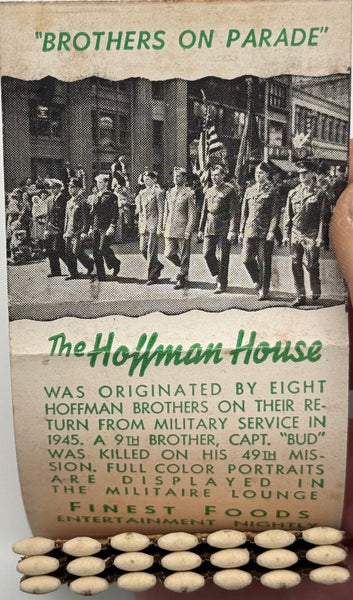 "BROTHERS ON PARADE"
The Hoffman House
WAS ORIGINATED BY EIGHT
HOFFMAN BROTHERS ON THEIR RE-
TURN FROM MILITARY SERVICE IN
1945. A 9TH BROTHER, CAPT. "BUD"
WAS KILLED ON HIS 49TH MIS-
SION. FULL COLOR PORTRAITS
ARE DISPLAYED IN
THE MILITAIRE LOUNGE
FINEST FOODS
ENTERTAINMENT NIGHTLY